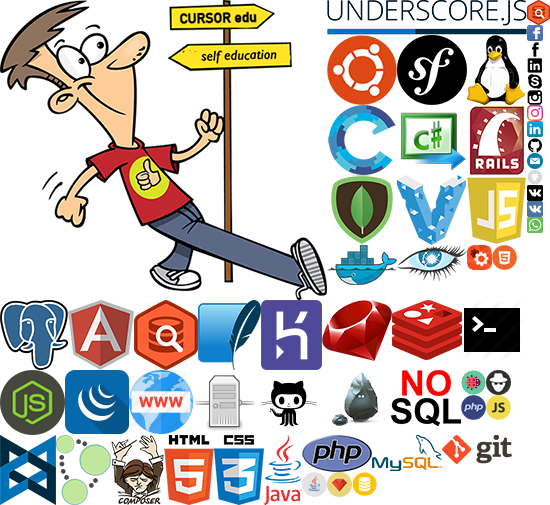 CURSOR edu
self education
UNDERSCORE.JS
C#
RAILS
JS
5
JS
WWW
NO
SQL
php
JS
COMPOSER
HTML
5
CSS
3
Java
php
MySQL
git